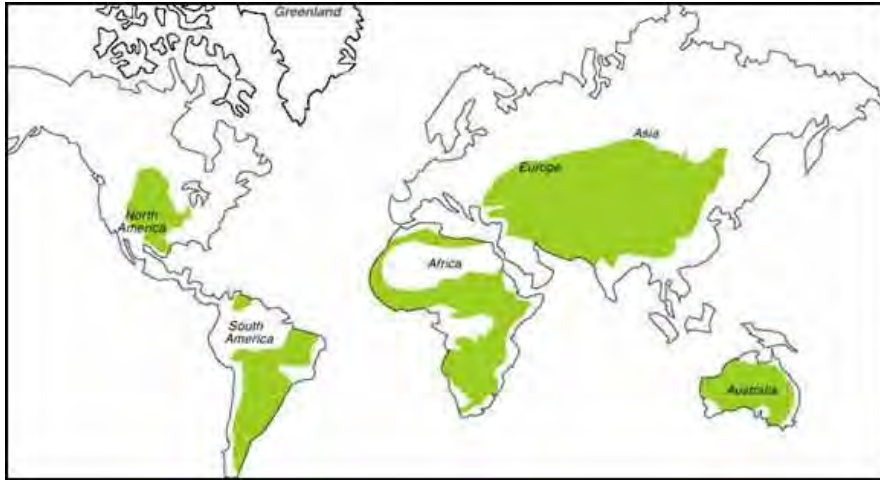 Greenland
Asia
Europe
North
America
Africa
South
America
Australia